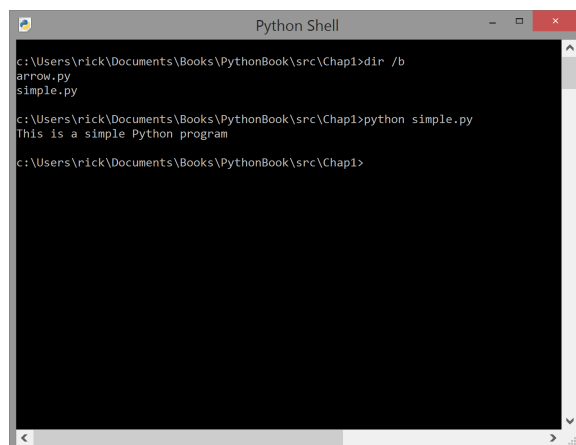 Python Shell
c:\Users\rick\Documents\Books\PythonBook\src\Chap1>dir /b
arrow.py
simple.py
c:\Users\rick\Documents\Books\PythonBook\src\Chap1>python simple.py
This is a simple Python program
c:\Users\rick\Documents\Books\PythonBook\src\Chap1>